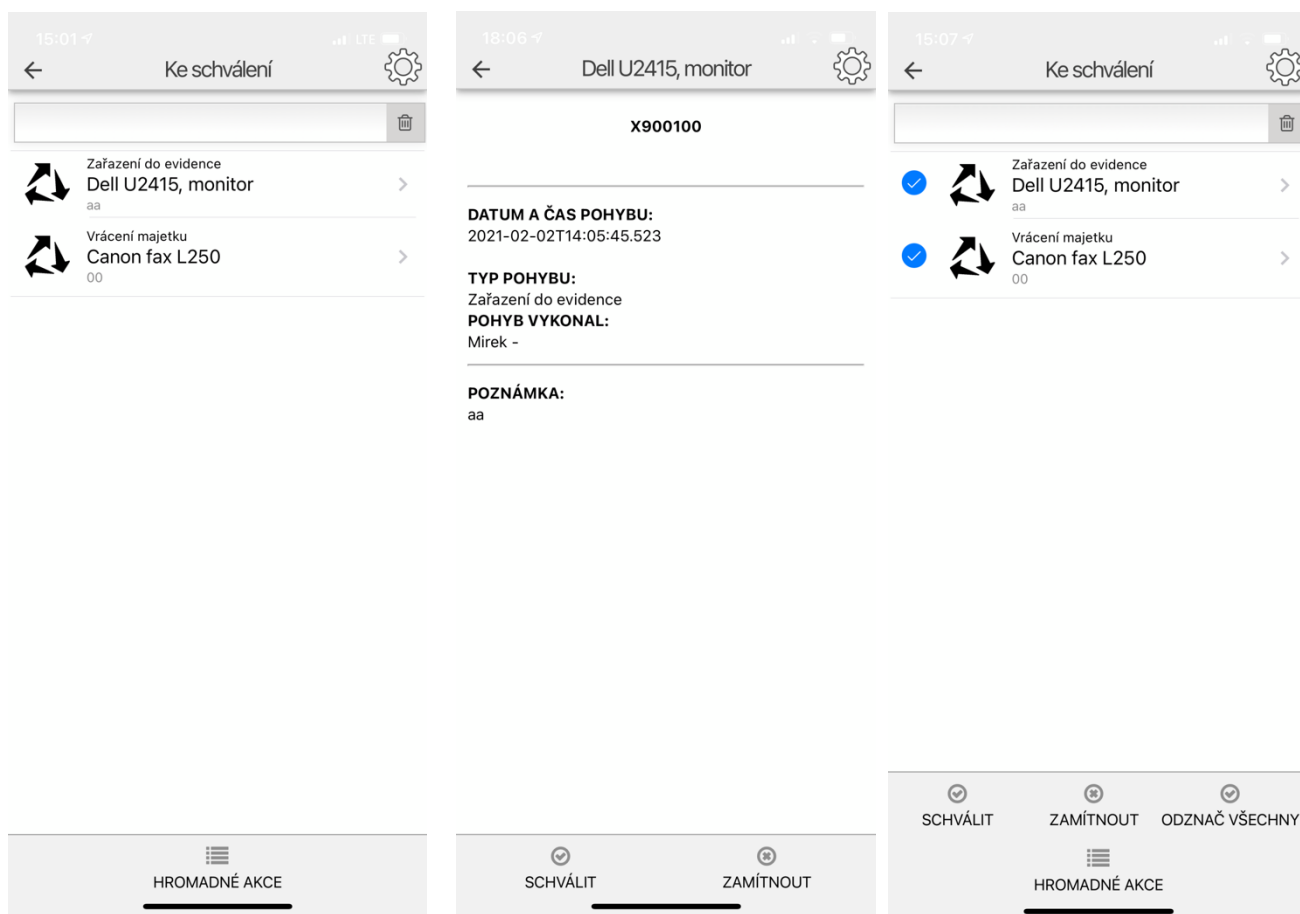 15:01
LTE
Ke schválení
Zařazení do evidence
Dell U2415, monitor
aa
Vrácení majetku
Canon fax L250
00
HROMADNÉ AKCE
18:06
Dell U2415, monitor
X900100
DATUM A ČAS POHYBU:
2021-02-02T14:05:45.523
TYP POHYBU:
Zařazení do evidence
POHYB VYKONAL:
Mirek -
POZNÁMKA:
aa
SCHVÁLIT ZAMÍTNOUT
15:07
Ke schválení
Zařazení do evidence
Dell U2415, monitor
aa
Vrácení majetku
Canon fax L250
00
SCHVÁLIT ZAMÍTNOUT ODZNAČ VŠECHNY
HROMADNÉ AKCE